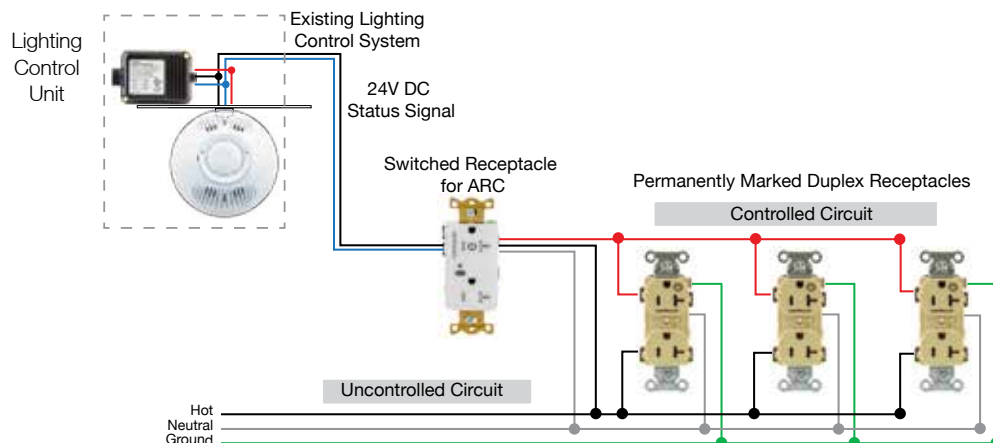 Lighting
Control
Unit
Existing Lighting
Control System
24V DC
Status Signal
Switched Receptacle
for ARC
Permanently Marked Duplex Receptacles
Controlled Circuit
Uncontrolled Circuit
Hot
Neutral
Ground